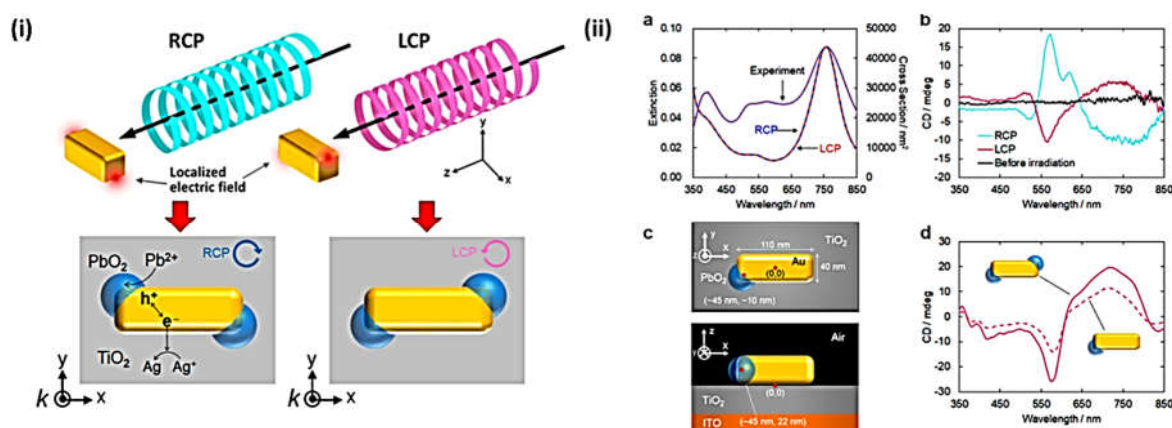 (i)
RCP
LCP
Localized
electric field
y
z
x
PbO₂
Pb²⁺
RCP
h⁺
e⁻
TiO₂
Ag
Ag⁺
y
k
x
LCP
y
k
x
(ii)
a
0.10
0.08
0.06
0.04
0.02
0.00
Extinction
50000
40000
30000
20000
10000
0
Cross Section / nm²
Experiment
RCP
LCP
350 450 550 650 750 850
Wavelength / nm
b
20
15
10
5
0
-5
-10
-15
-20
CD / mdeg
RCP
LCP
Before irradiation
350 450 550 650 750 850
Wavelength / nm
c
y
z
x
110 nm
TiO₂
Au
40 nm
PbO₂
(0,0)
(~45 nm, ~10 nm)
z
y
x
Air
TiO₂
(0,0)
ITO
(~45 nm, 22 nm)
d
30
20
10
0
-10
-20
-30
CD / mdeg
350 450 550 650 750 850
Wavelength / nm